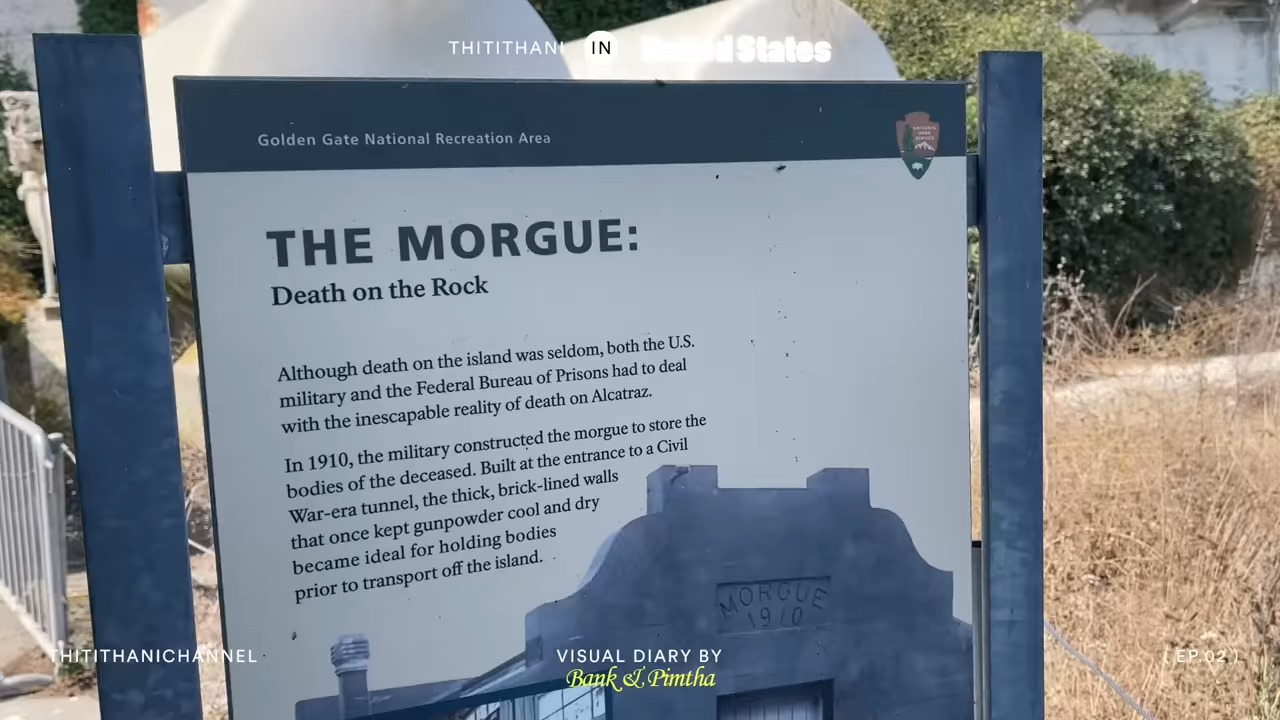 THITITHANI IN United States
Golden Gate National Recreation Area
NATIONAL
PARK
SERVICE
THE MORGUE:
Death on the Rock
Although death on the island was seldom, both the U.S.
military and the Federal Bureau of Prisons had to deal
with the inescapable reality of death on Alcatraz.
In 1910, the military constructed the morgue to store the
bodies of the deceased. Built at the entrance to a Civil
War-era tunnel, the thick, brick-lined walls
that once kept gunpowder cool and dry
became ideal for holding bodies
prior to transport off the island.
MORGUE
1910
THITITHANICHANNEL
VISUAL DIARY BY
Bank & Pimtha
( EP.02 )